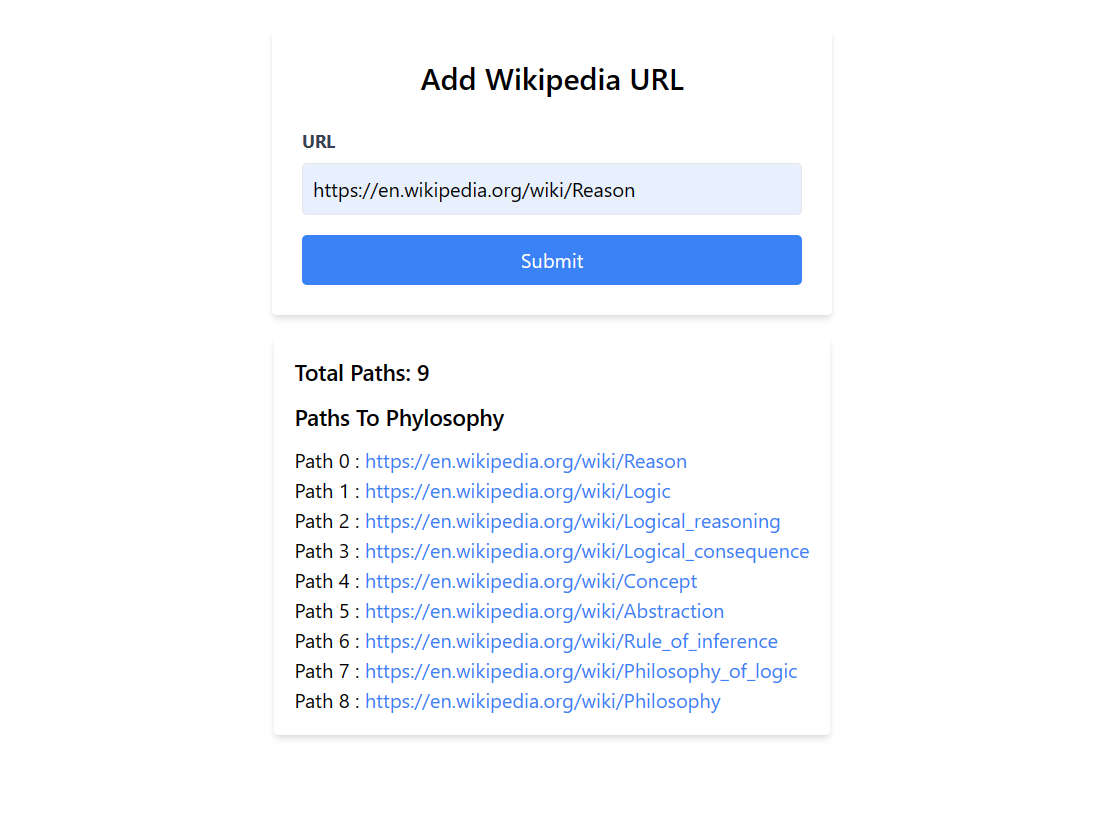 Add Wikipedia URL
URL
https://en.wikipedia.org/wiki/Reason
Submit
Total Paths: 9
Paths To Phylosophy
Path 0 : https://en.wikipedia.org/wiki/Reason
Path 1 : https://en.wikipedia.org/wiki/Logic
Path 2 : https://en.wikipedia.org/wiki/Logical_reasoning
Path 3 : https://en.wikipedia.org/wiki/Logical_consequence
Path 4 : https://en.wikipedia.org/wiki/Concept
Path 5 : https://en.wikipedia.org/wiki/Abstraction
Path 6 : https://en.wikipedia.org/wiki/Rule_of_inference
Path 7 : https://en.wikipedia.org/wiki/Philosophy_of_logic
Path 8 : https://en.wikipedia.org/wiki/Philosophy